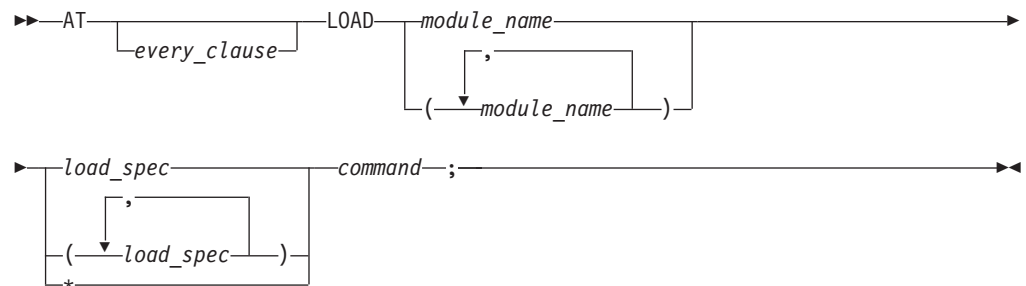 AT every_clause LOAD module_name
,
( module_name )
load_spec command ;
,
( load_spec )
*